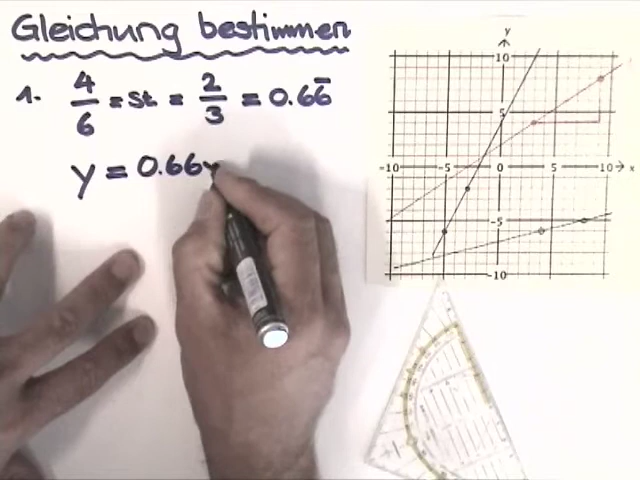 Gleichung bestimmen
1. 4/6 = St = 2/3 = 0.66̅
y = 0.66x
y
10
5
-10 -5 0 5 10 x
-5
-10